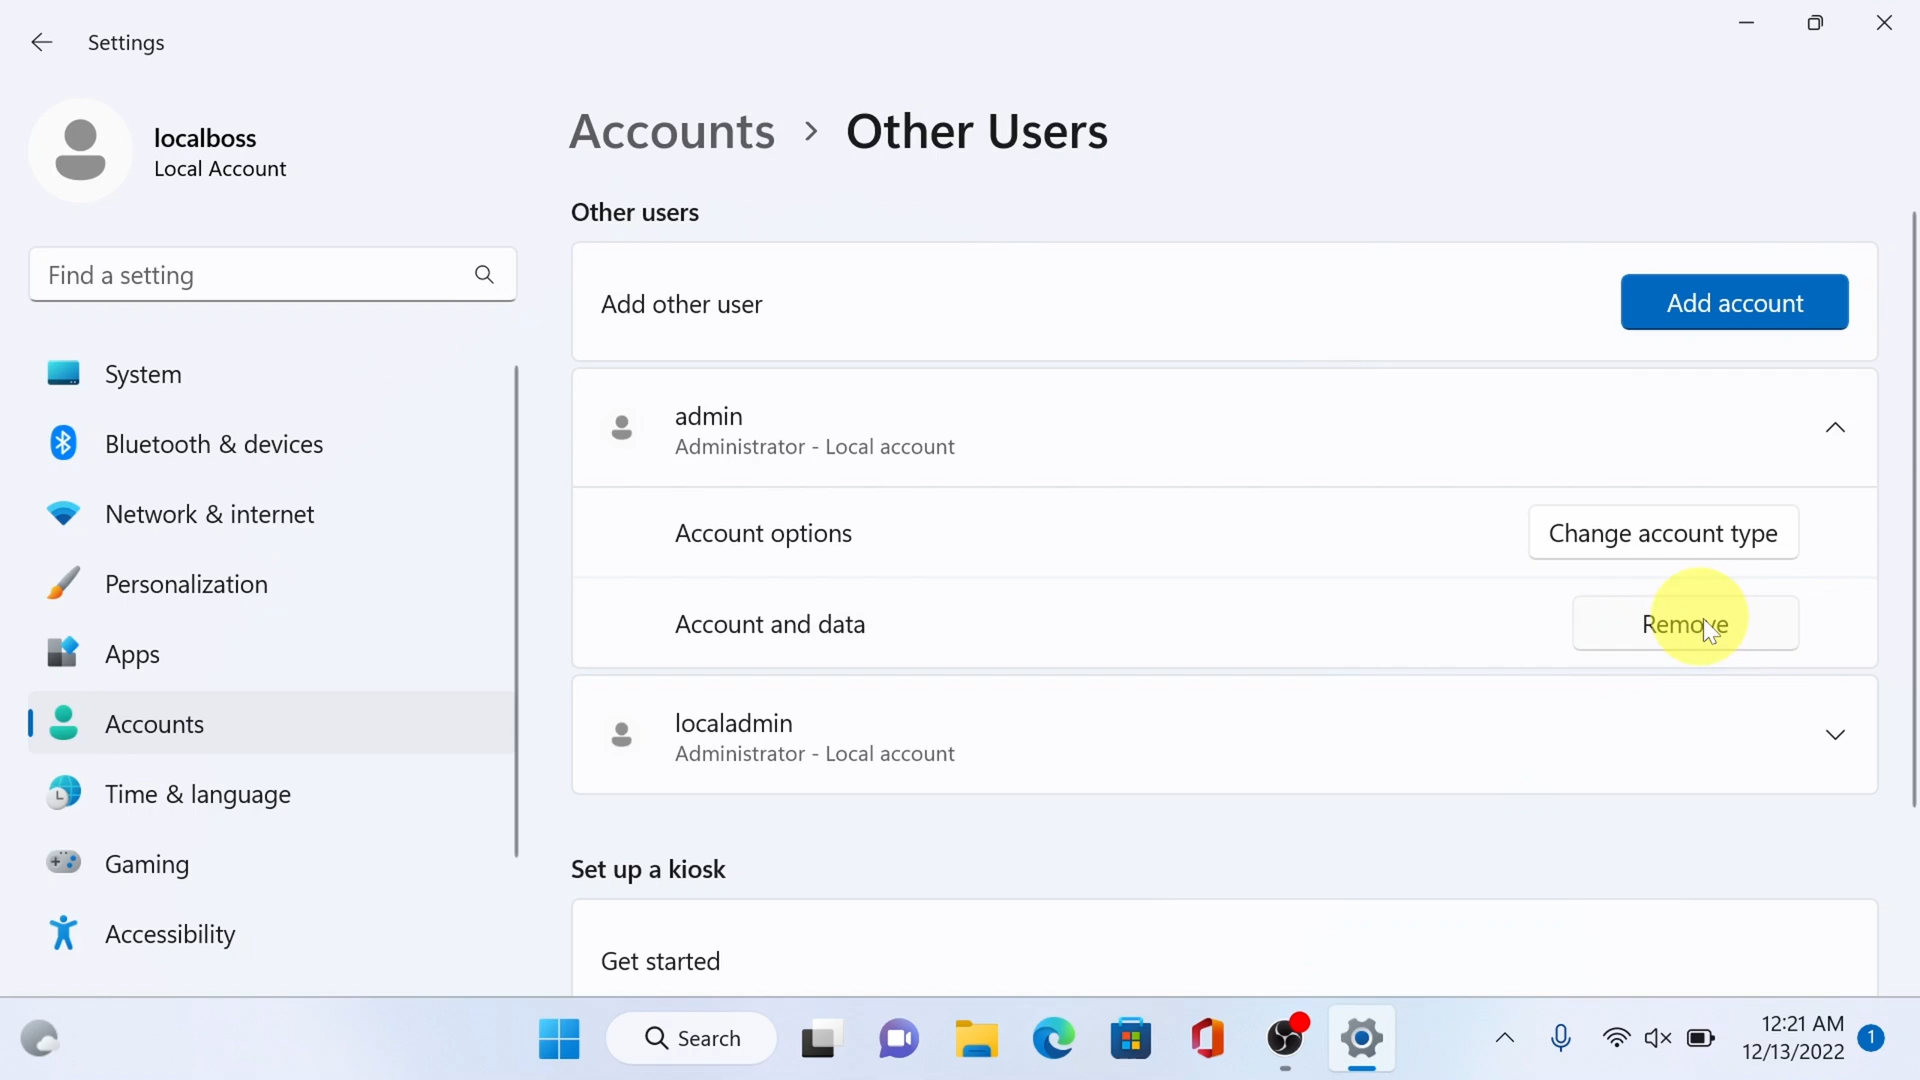 Settings
localboss
Local Account
Find a setting
System
Bluetooth & devices
Network & internet
Personalization
Apps
Accounts
Time & language
Gaming
Accessibility
Accounts > Other Users
Other users
Add other user
Add account
admin
Administrator - Local account
Account options
Change account type
Account and data
Remove
localadmin
Administrator - Local account
Set up a kiosk
Get started
Search
12:21 AM
12/13/2022
1